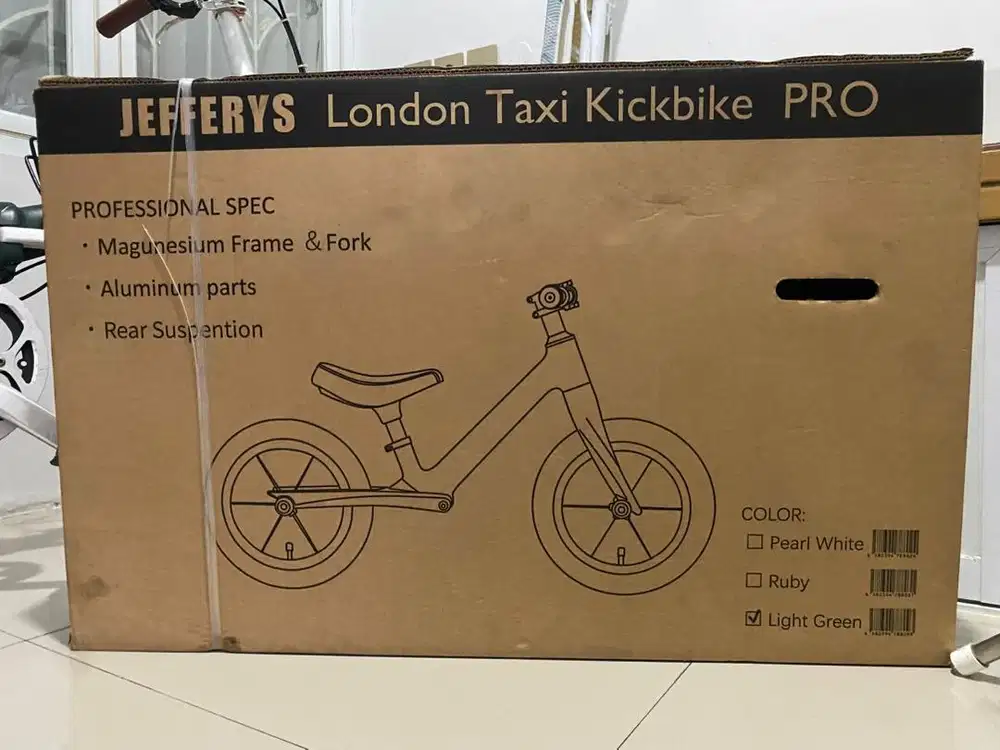 JEFFERYS London Taxi Kickbike PRO
PROFESSIONAL SPEC
· Magunesium Frame & Fork
· Aluminum parts
· Rear Suspention
COLOR:
Pearl White
Ruby
Light Green